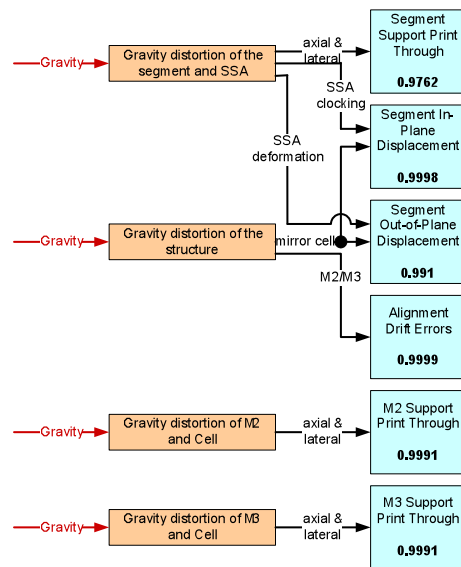 Gravity
Gravity distortion of the
segment and SSA
axial &
lateral
Segment
Support Print
Through
0.9762
SSA
clocking
Segment In-
Plane
Displacement
0.9998
SSA
deformation
Gravity
Gravity distortion of the
structure
mirror cell
Segment
Out-of-Plane
Displacement
0.991
M2/M3
Alignment
Drift Errors
0.9999
Gravity
Gravity distortion of M2
and Cell
axial &
lateral
M2 Support
Print Through
0.9991
Gravity
Gravity distortion of M3
and Cell
axial &
lateral
M3 Support
Print Through
0.9991